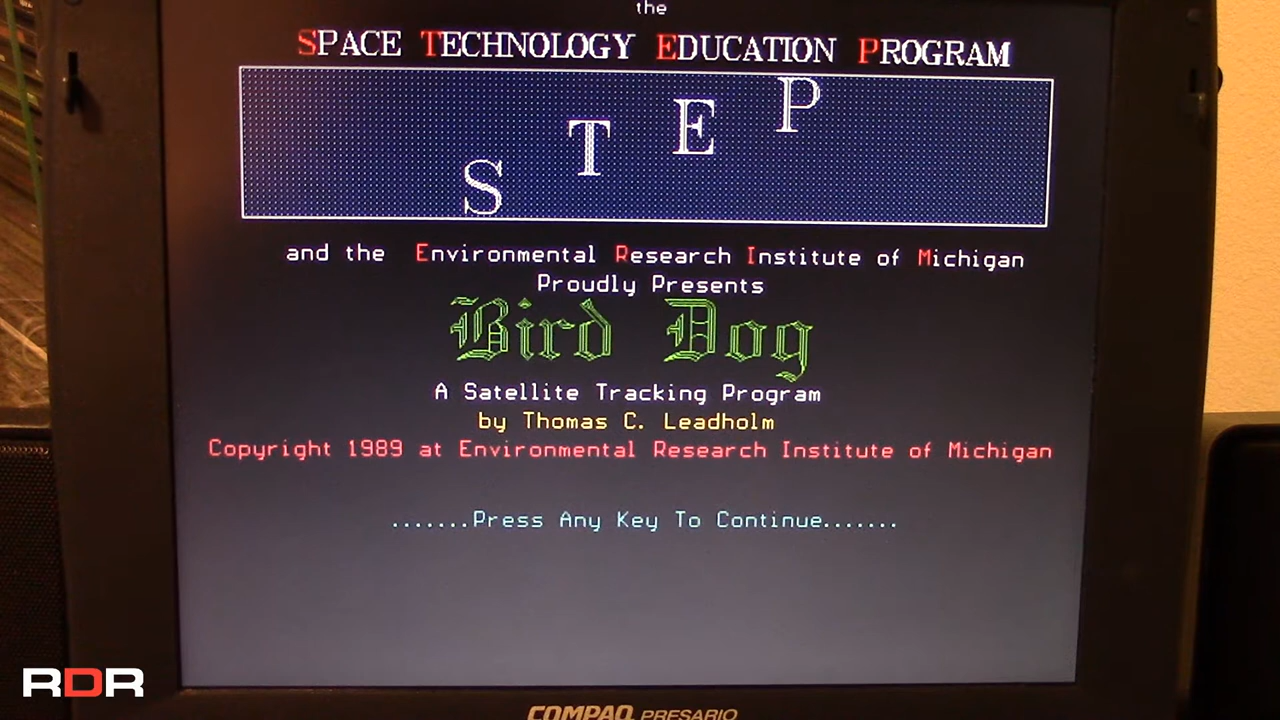 the
SPACE TECHNOLOGY EDUCATION PROGRAM
STEP
and the Environmental Research Institute of Michigan
Proudly Presents
Bird Dog
A Satellite Tracking Program
by Thomas C. Leadholm
Copyright 1989 at Environmental Research Institute of Michigan
.......Press Any Key To Continue.......
RDR
COMPAQ PRESARIO